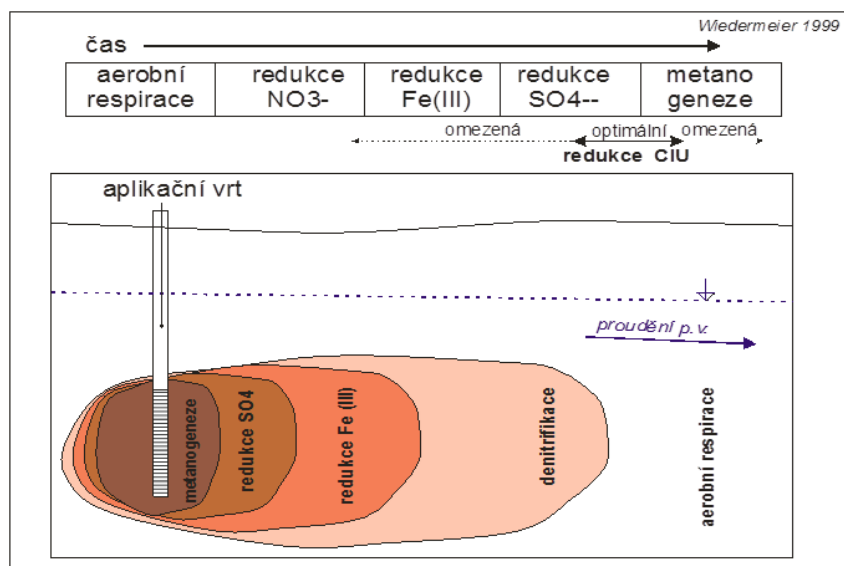 Wiedermeier 1999
čas
aerobní redukce redukce redukce metano
respirace NO3- Fe(III) SO4-- geneze
omezená optimální omezená
redukce ClU
aplikační vrt
proudění p.v.
metanogeneze
redukce SO4
redukce Fe (III)
denitrifikace
aerobní respirace